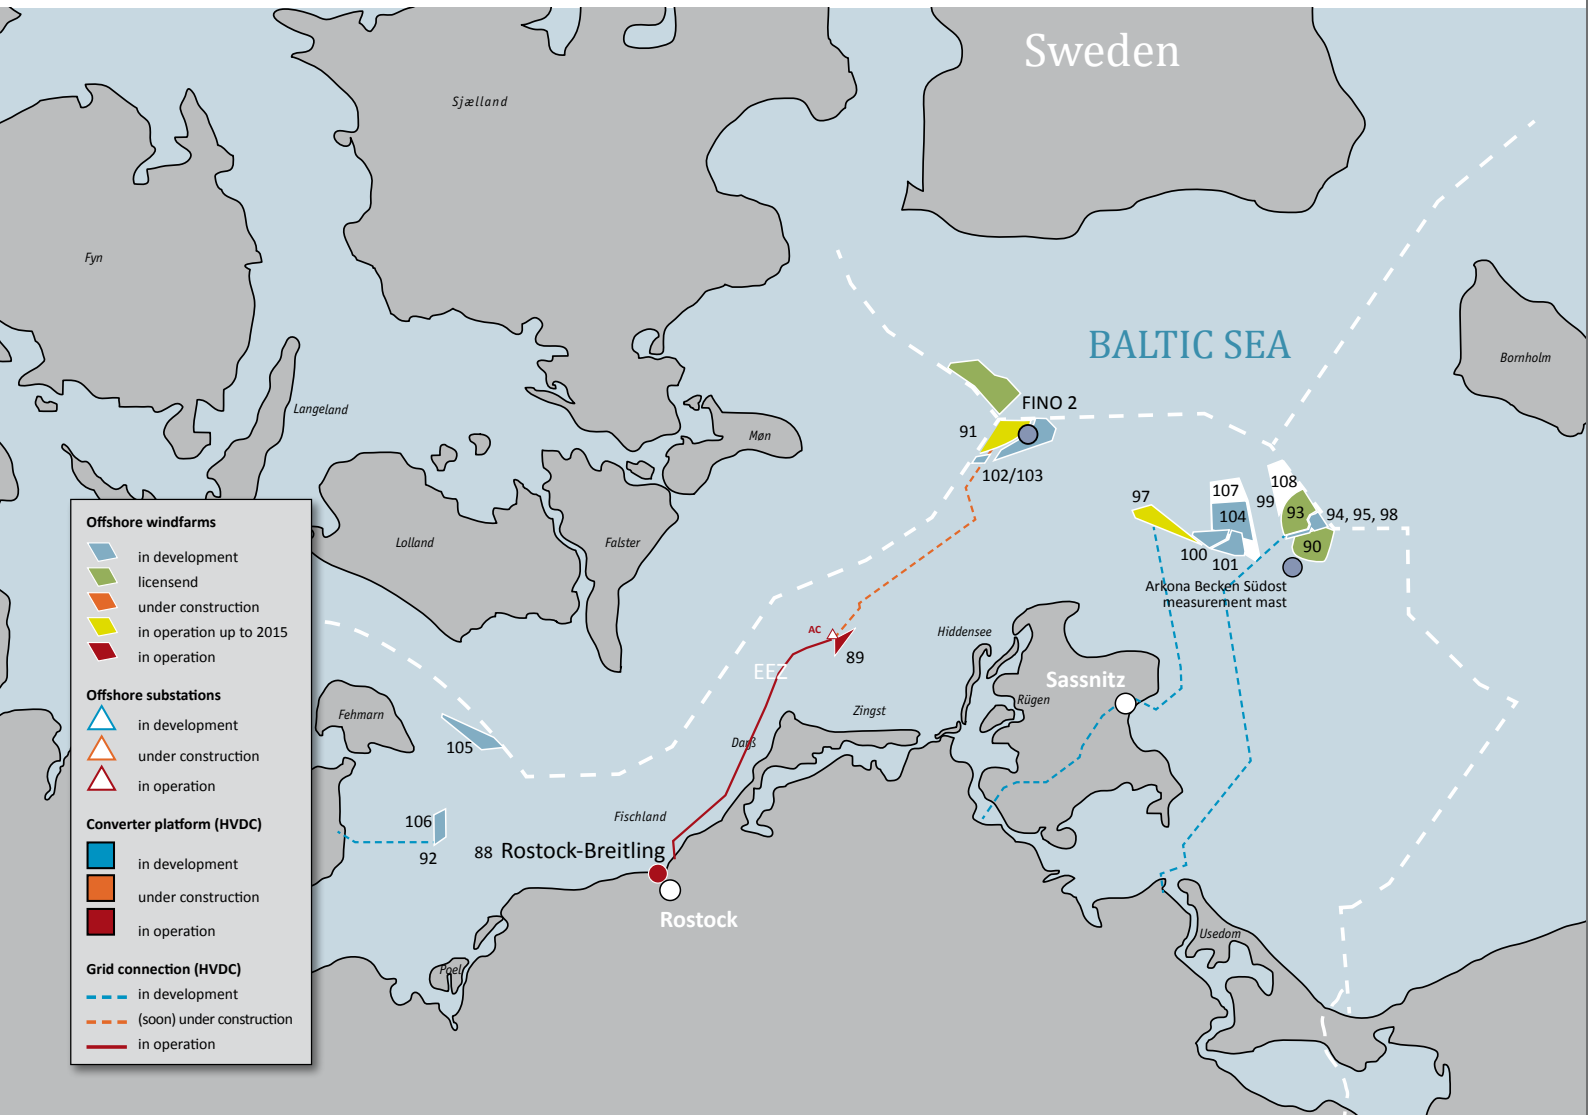 Sweden
Sjælland
Fyn
BALTIC SEA
Bornholm
Langeland
FINO 2
Møn
91
102/103
97
107
108
99
93
94, 95, 98
104
90
100
101
Arkona Becken Südost
measurement mast
Lolland
Falster
Hiddensee
AC
89
EEZ
Sassnitz
Rügen
Zingst
Fehmarn
Darß
105
Fischland
106
92
88 Rostock-Breitling
Rostock
Usedom
Poel
Offshore windfarms
in development
licensend
under construction
in operation up to 2015
in operation
Offshore substations
in development
under construction
in operation
Converter platform (HVDC)
in development
under construction
in operation
Grid connection (HVDC)
in development
(soon) under construction
in operation